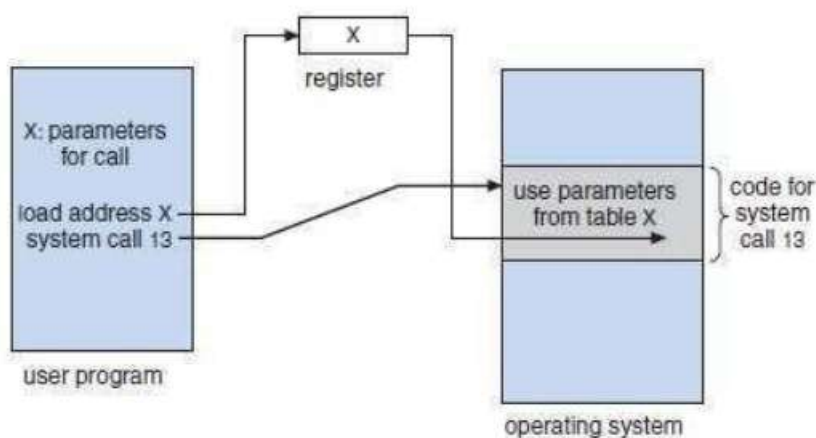 X
register
X: parameters
for call
load address X
system call 13
user program
use parameters
from table X
code for
system
call 13
operating system